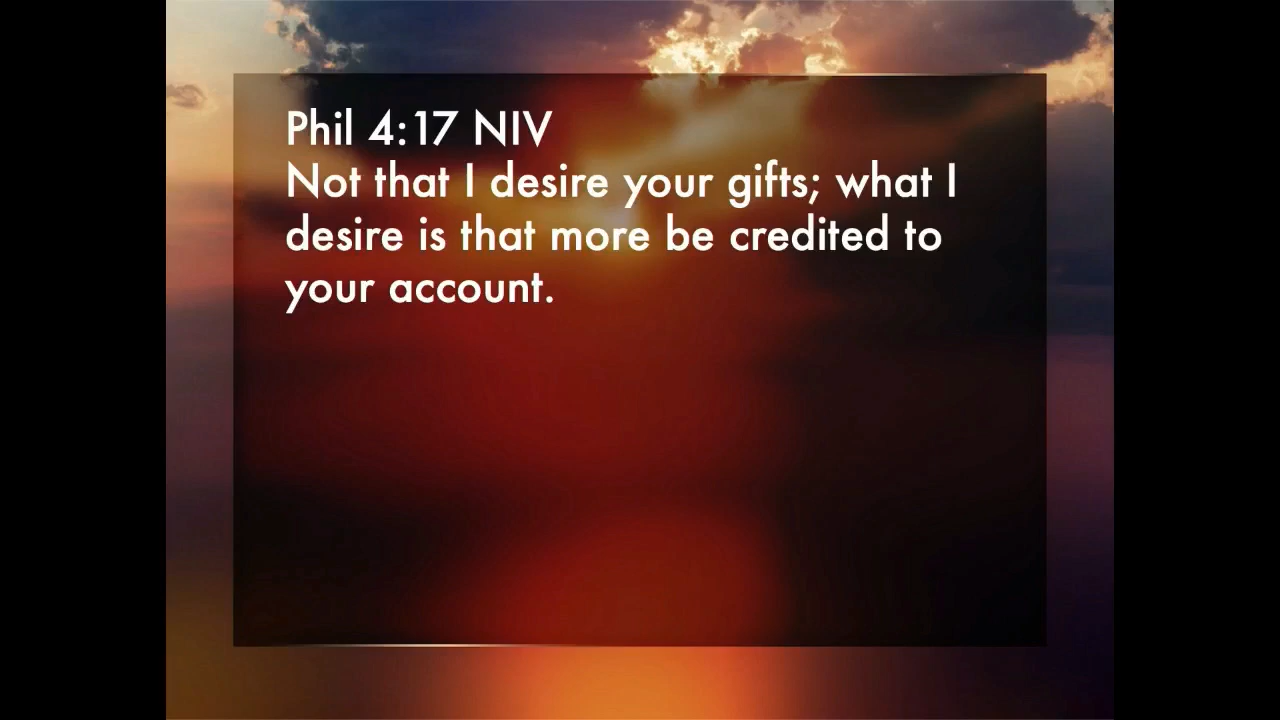 Phil 4:17 NIV
Not that I desire your gifts; what I
desire is that more be credited to
your account.